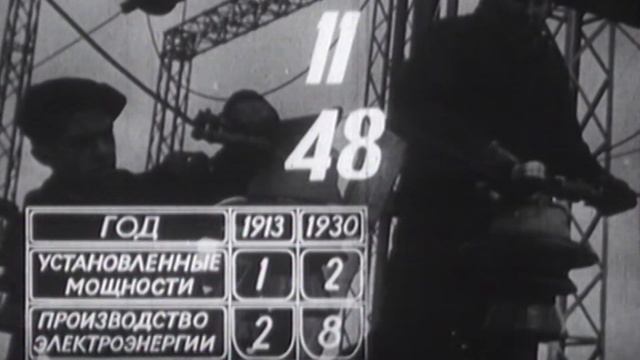 11
48
ГОД 1913 1930
УСТАНОВЛЕННЫЕ
МОЩНОСТИ 1 2
ПРОИЗВОДСТВО
ЭЛЕКТРОЭНЕРГИИ 2 8